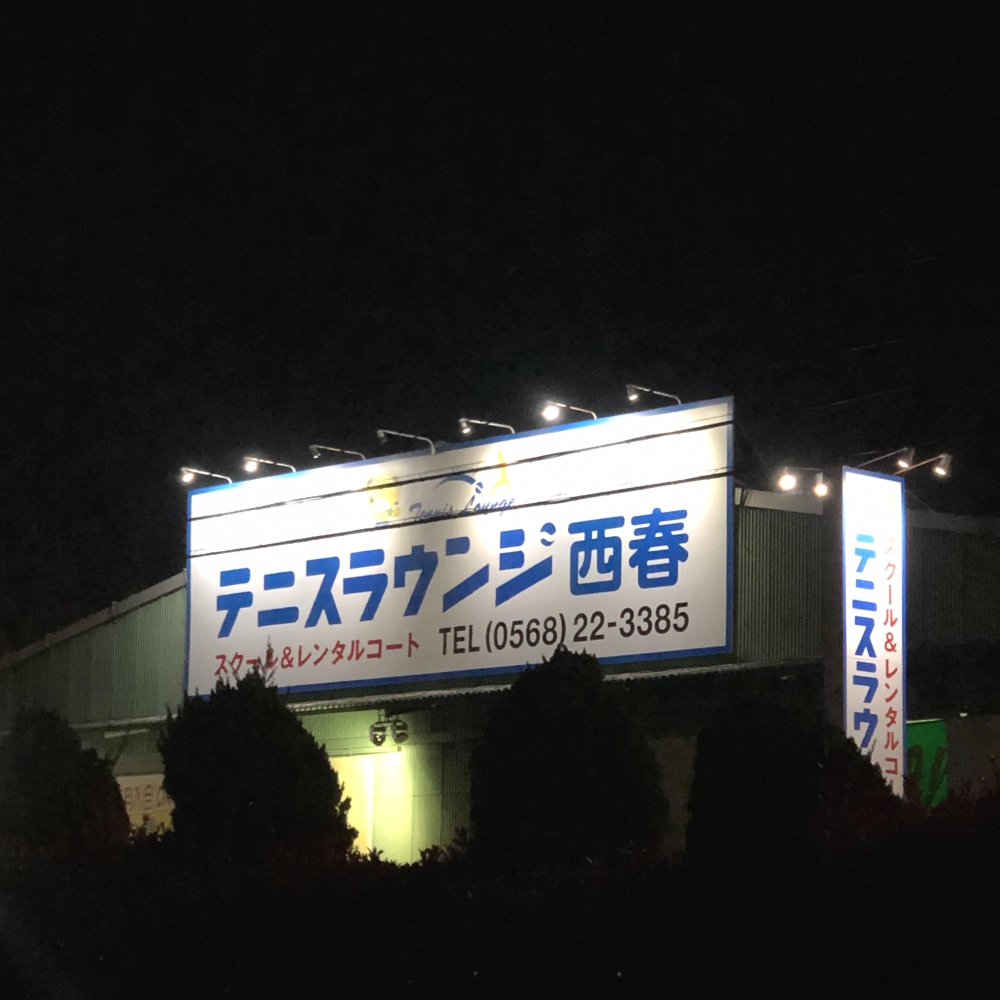 Tennis Lounge
テニスラウンジ西春
スクール&レンタルコート TEL (0568) 22-3385
スクール&レンタルコ
テニスラウ